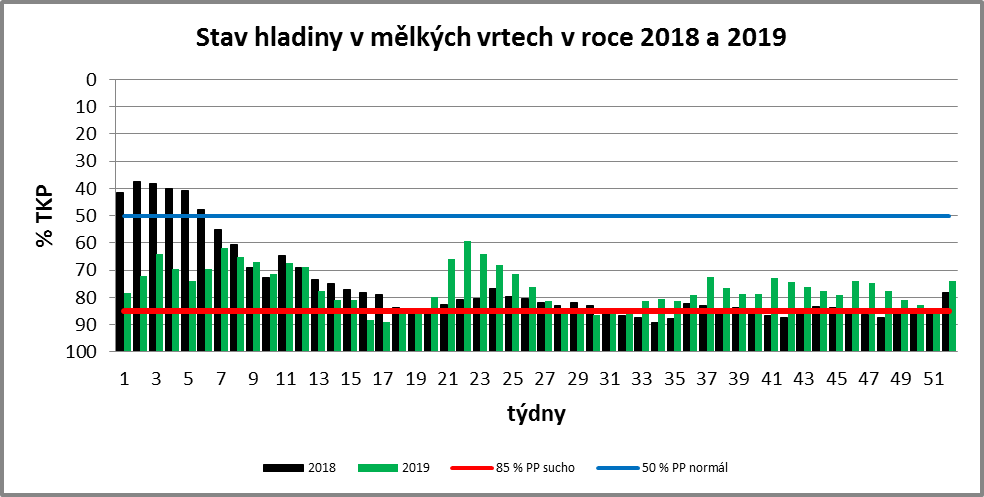 Stav hladiny v mělkých vrtech v roce 2018 a 2019
% TKP
0
10
20
30
40
50
60
70
80
90
100
1 3 5 7 9 11 13 15 17 19 21 23 25 27 29 31 33 35 37 39 41 43 45 47 49 51
týdny
2018 2019 85 % PP sucho 50 % PP normál